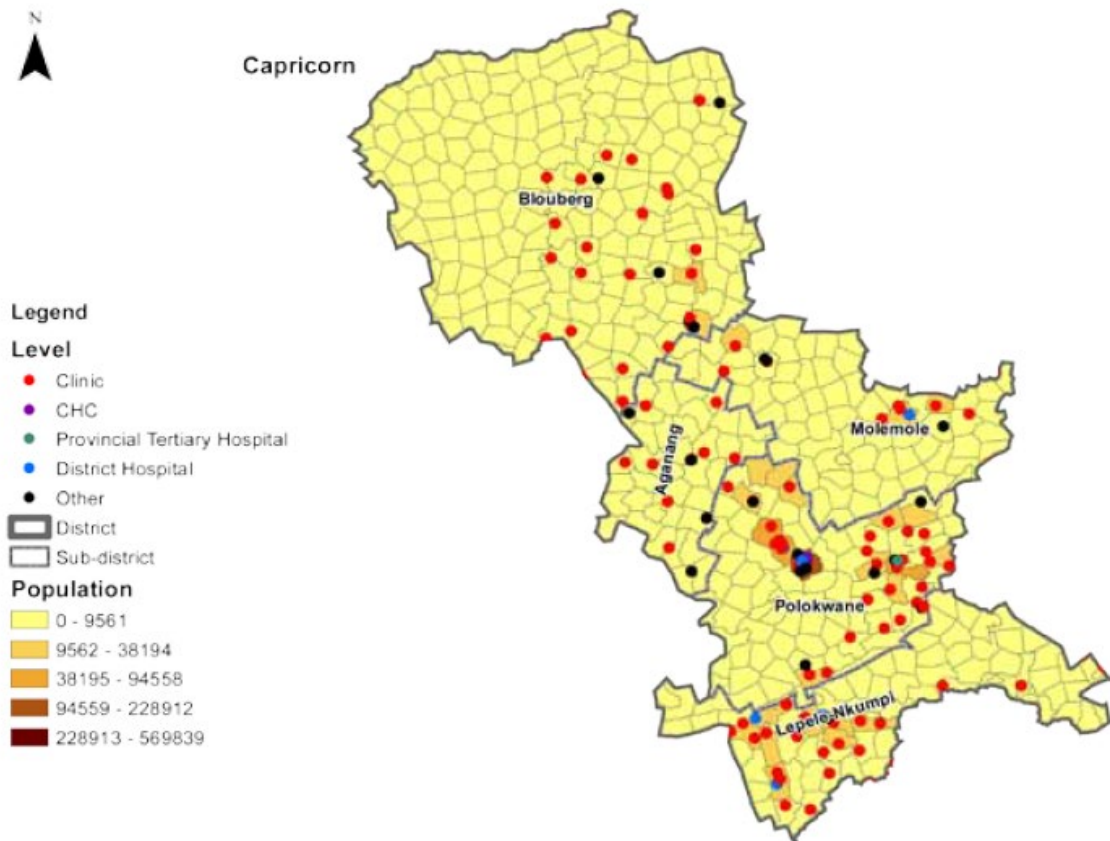 N
Capricorn
Blouberg
Molemole
Aganang
Polokwane
Lepele-Nkumpi
Legend
Level
Clinic
CHC
Provincial Tertiary Hospital
District Hospital
Other
District
Sub-district
Population
0 - 9561
9562 - 38194
38195 - 94558
94559 - 228912
228913 - 569839